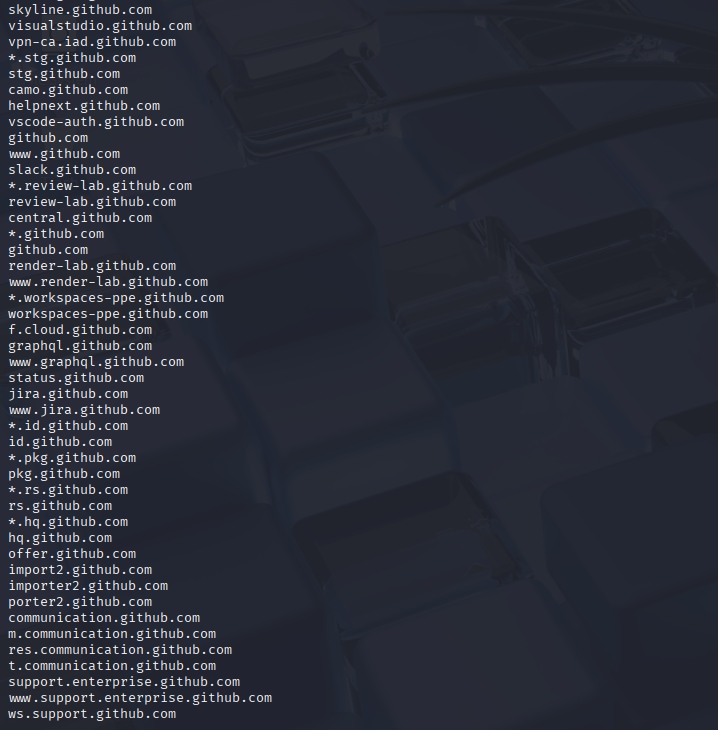 skyline.github.com
visualstudio.github.com
vpn-ca.iad.github.com
*.stg.github.com
stg.github.com
camo.github.com
helpnext.github.com
vscode-auth.github.com
github.com
www.github.com
slack.github.com
*.review-lab.github.com
review-lab.github.com
central.github.com
*.github.com
github.com
render-lab.github.com
www.render-lab.github.com
*.workspaces-ppe.github.com
workspaces-ppe.github.com
f.cloud.github.com
graphql.github.com
www.graphql.github.com
status.github.com
jira.github.com
www.jira.github.com
*.id.github.com
id.github.com
*.pkg.github.com
pkg.github.com
*.rs.github.com
rs.github.com
*.hq.github.com
hq.github.com
offer.github.com
import2.github.com
importer2.github.com
porter2.github.com
communication.github.com
m.communication.github.com
res.communication.github.com
t.communication.github.com
support.enterprise.github.com
www.support.enterprise.github.com
ws.support.github.com